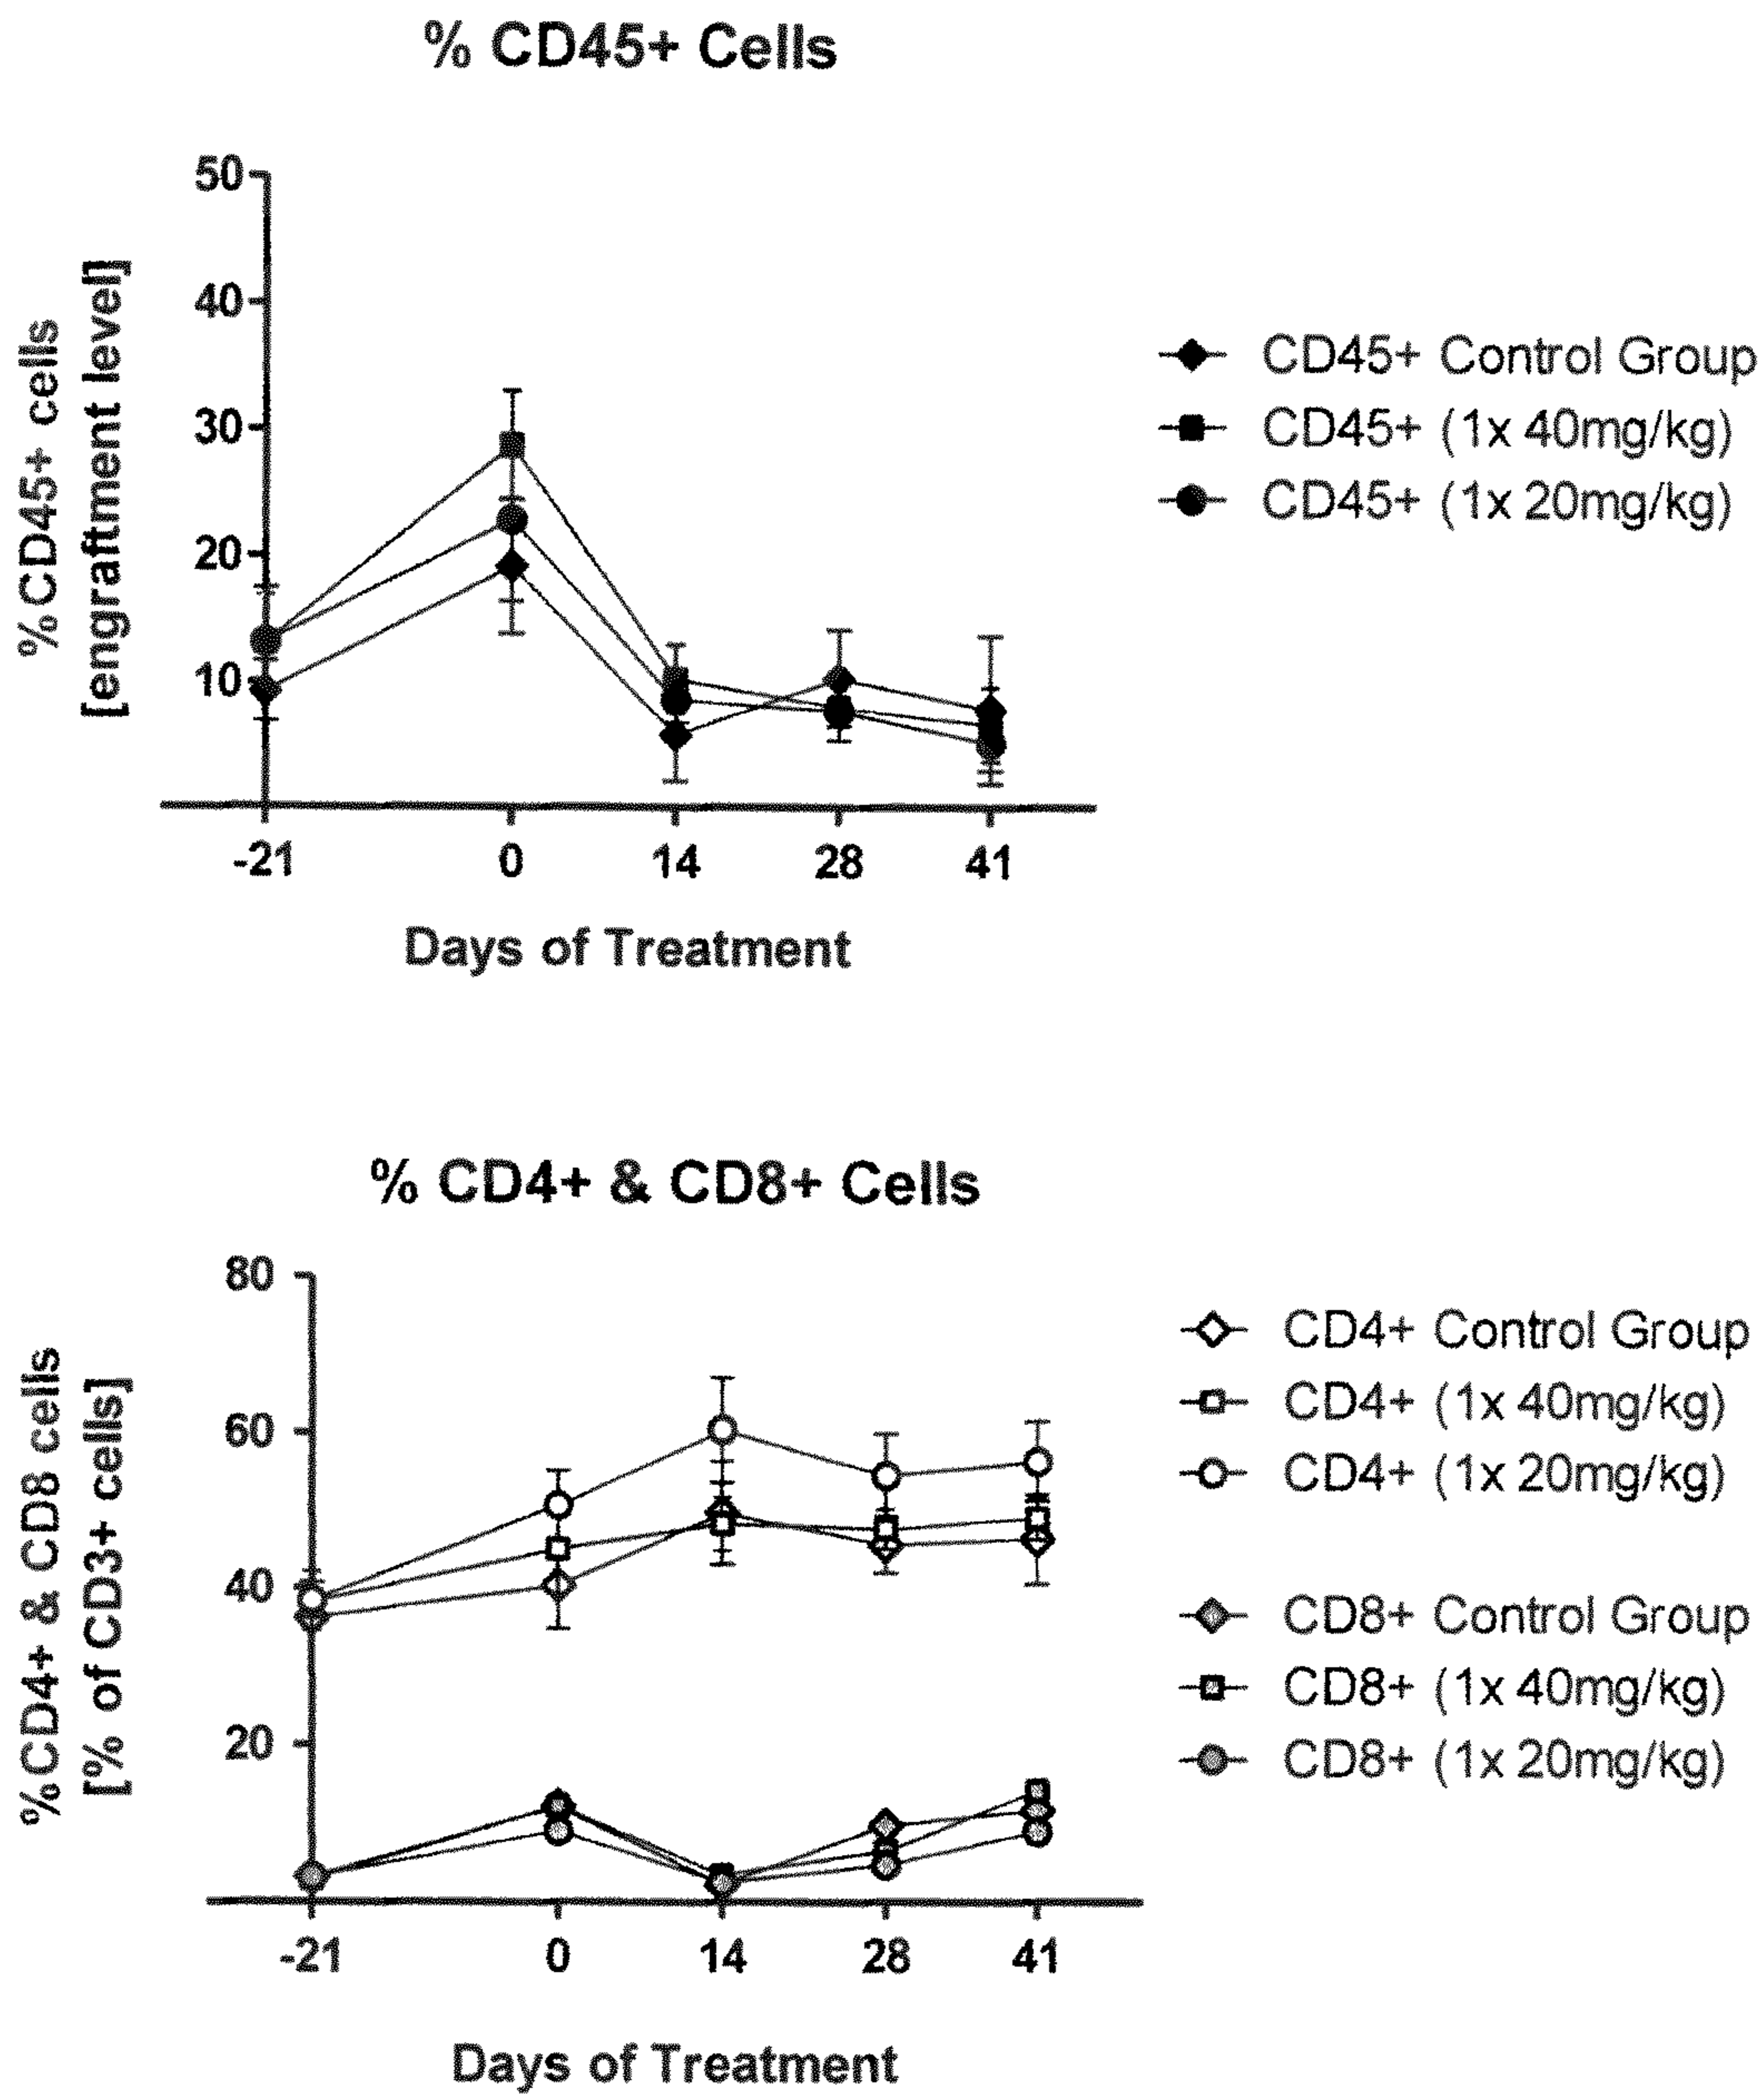 % CD45+ Cells
50
40
30
20
10
%CD45+ cells
[engraftment level]
-21 0 14 28 41
Days of Treatment
CD45+ Control Group
CD45+ (1x 40mg/kg)
CD45+ (1x 20mg/kg)
% CD4+ & CD8+ Cells
80
60
40
20
%CD4+ & CD8 cells
[% of CD3+ cells]
-21 0 14 28 41
Days of Treatment
CD4+ Control Group
CD4+ (1x 40mg/kg)
CD4+ (1x 20mg/kg)
CD8+ Control Group
CD8+ (1x 40mg/kg)
CD8+ (1x 20mg/kg)